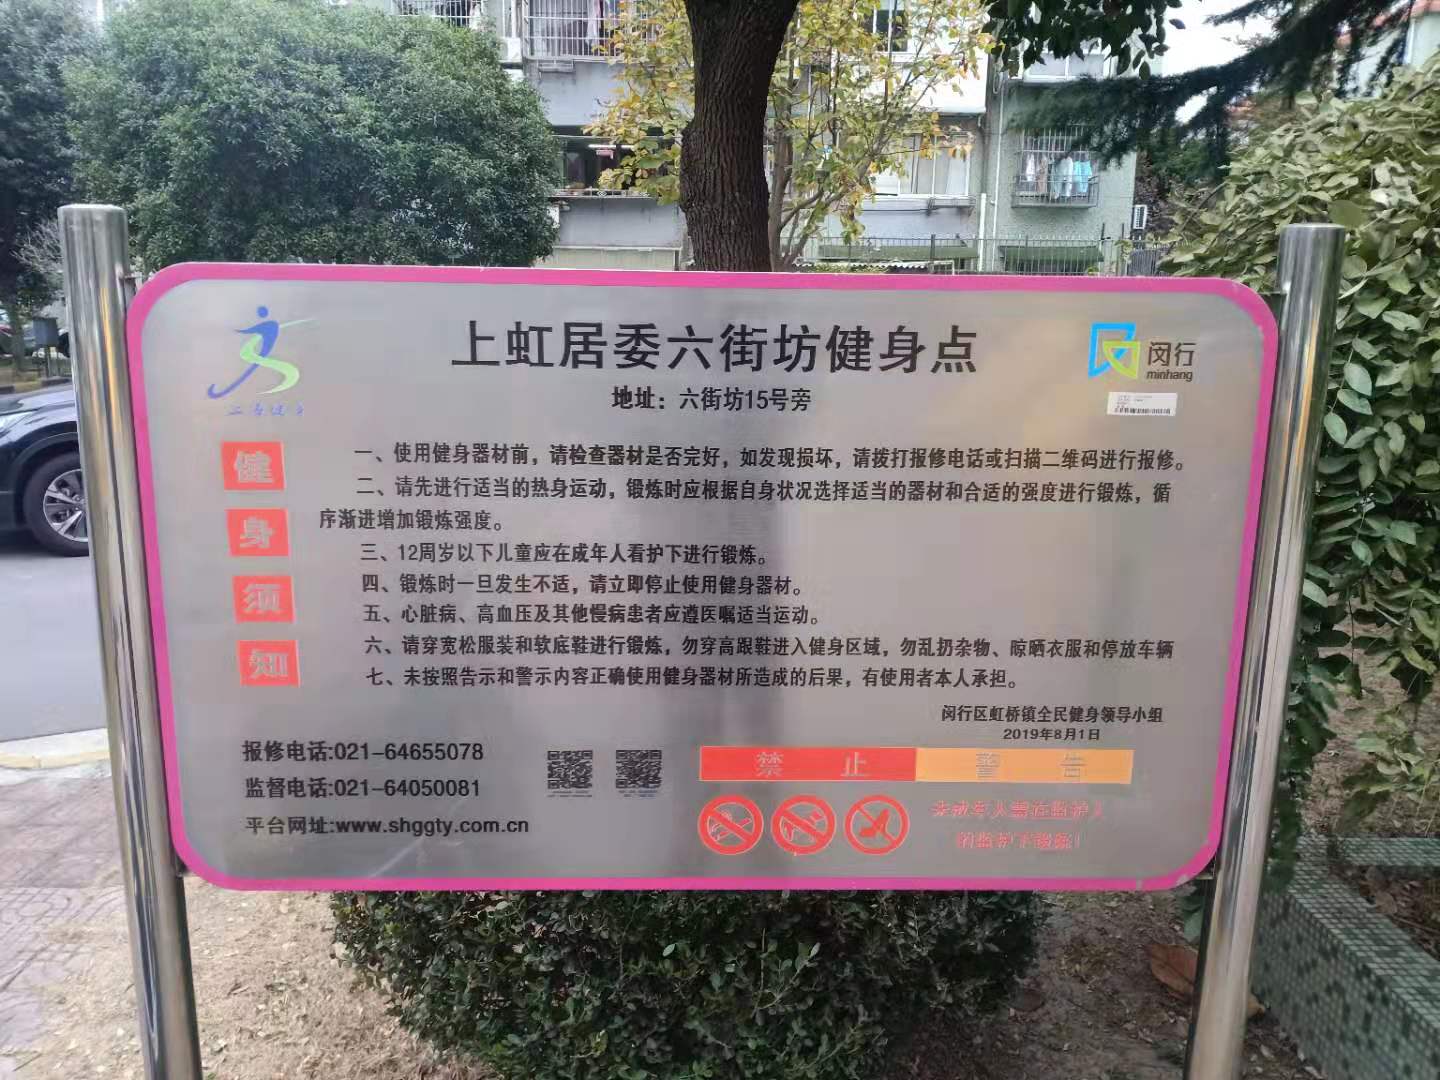 上虹居委六街坊健身点
闵行
minhang
地址：六街坊15号旁
健
身
须
知
一、使用健身器材前，请检查器材是否完好，如发现损坏，请拨打报修电话或扫描二维码进行报修。
二、请先进行适当的热身运动，锻炼时应根据自身状况选择适当的器材和合适的强度进行锻炼，循
序渐进增加锻炼强度。
三、12周岁以下儿童应在成年人看护下进行锻炼。
四、锻炼时一旦发生不适，请立即停止使用健身器材。
五、心脏病、高血压及其他慢病患者应遵医嘱适当运动。
六、请穿宽松服装和软底鞋进行锻炼，勿穿高跟鞋进入健身区域，勿乱扔杂物、晾晒衣服和停放车辆
七、未按照告示和警示内容正确使用健身器材所造成的后果，有使用者本人承担。
闵行区虹桥镇全民健身领导小组
2019年8月1日
报修电话:021-64655078
监督电话:021-64050081
平台网址:www.shggty.com.cn
禁 止
警 告
未成年人需在监护人
的监护下锻炼！